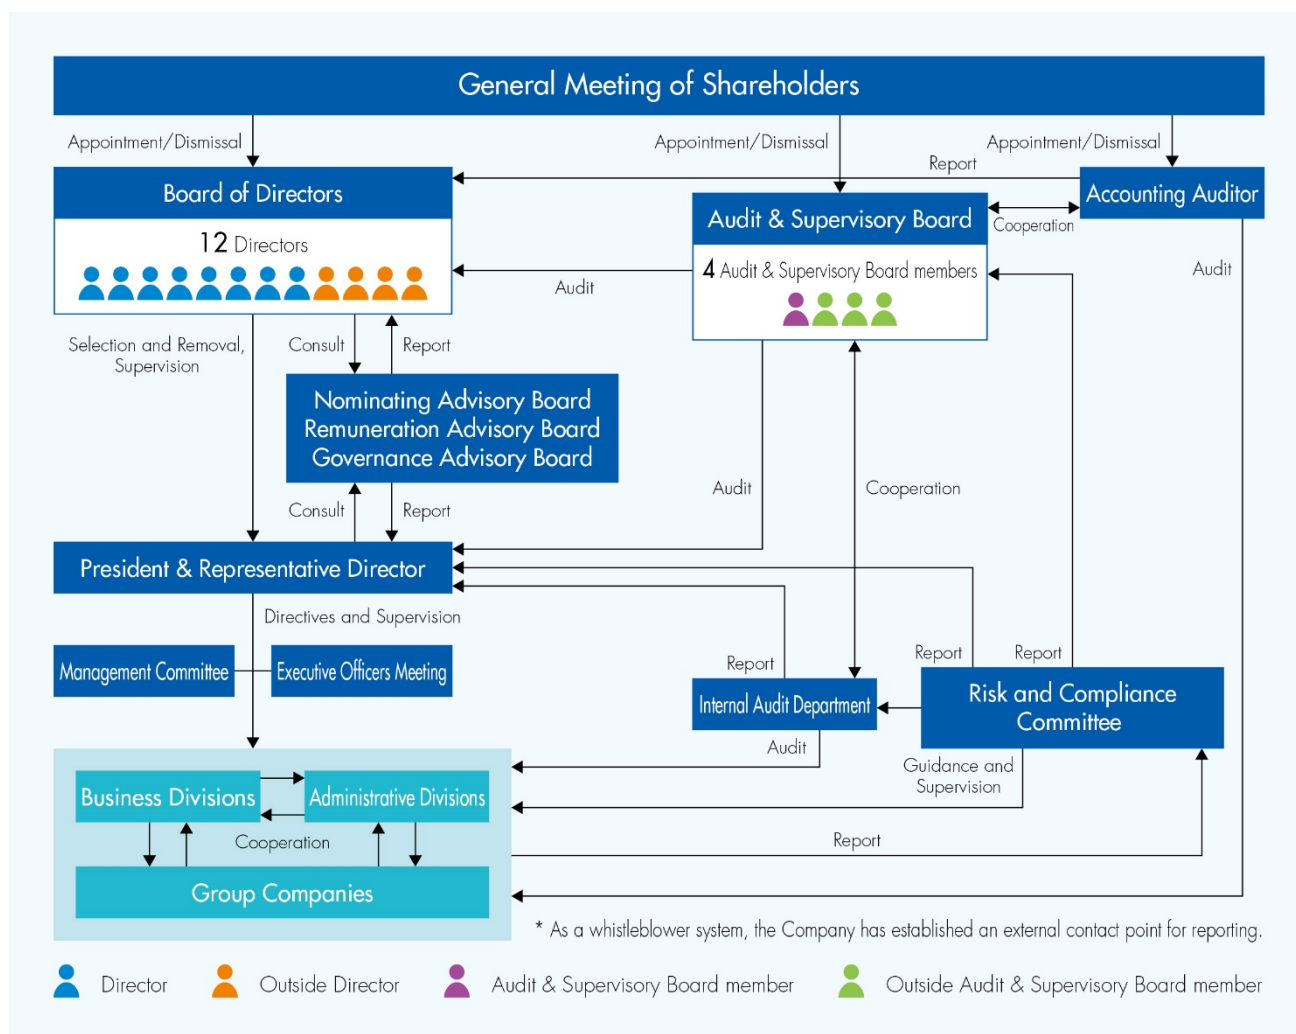 General Meeting of Shareholders
Appointment/Dismissal
Appointment/Dismissal
Appointment/Dismissal
Report
Board of Directors
12 Directors
Audit & Supervisory Board
4 Audit & Supervisory Board members
Accounting Auditor
Cooperation
Audit
Audit
Selection and Removal,
Supervision
Consult
Report
Nominating Advisory Board
Remuneration Advisory Board
Governance Advisory Board
Consult
Report
Audit
Cooperation
President & Representative Director
Directives and Supervision
Management Committee
Executive Officers Meeting
Report
Report
Report
Internal Audit Department
Risk and Compliance
Committee
Audit
Guidance and
Supervision
Business Divisions
Administrative Divisions
Cooperation
Report
Group Companies
* As a whistleblower system, the Company has established an external contact point for reporting.
Director
Outside Director
Audit & Supervisory Board member
Outside Audit & Supervisory Board member